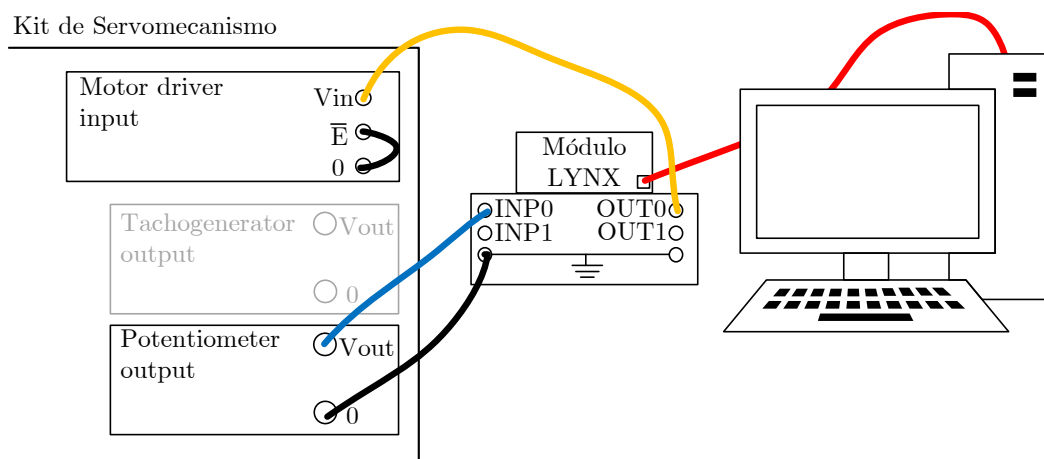 Kit de Servomecanismo
Motor driver
input
Vin
E̅
0
Tachogenerator
output
Vout
0
Potentiometer
output
Vout
0
Módulo
LYNX
INP0
OUT0
INP1
OUT1